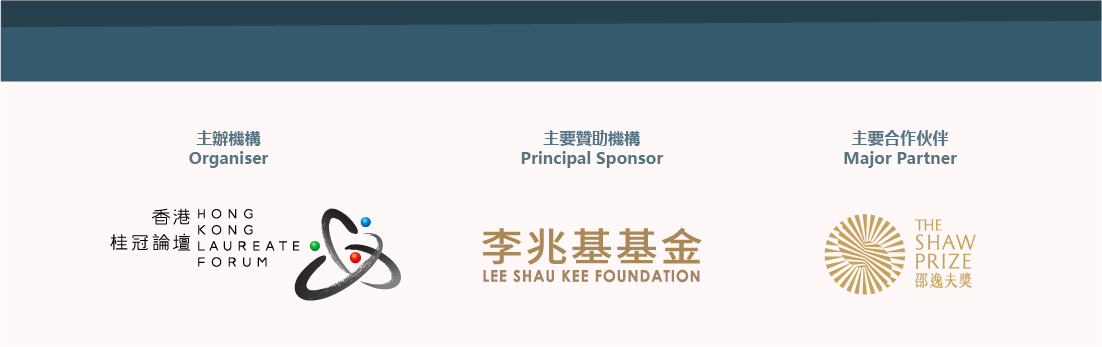 主辦機構
Organiser
香港
桂冠論壇
HONG
KONG
LAUREATE
FORUM
主要贊助機構
Principal Sponsor
李兆基基金
LEE SHAU KEE FOUNDATION
主要合作伙伴
Major Partner
THE
SHAW
PRIZE
邵逸夫獎